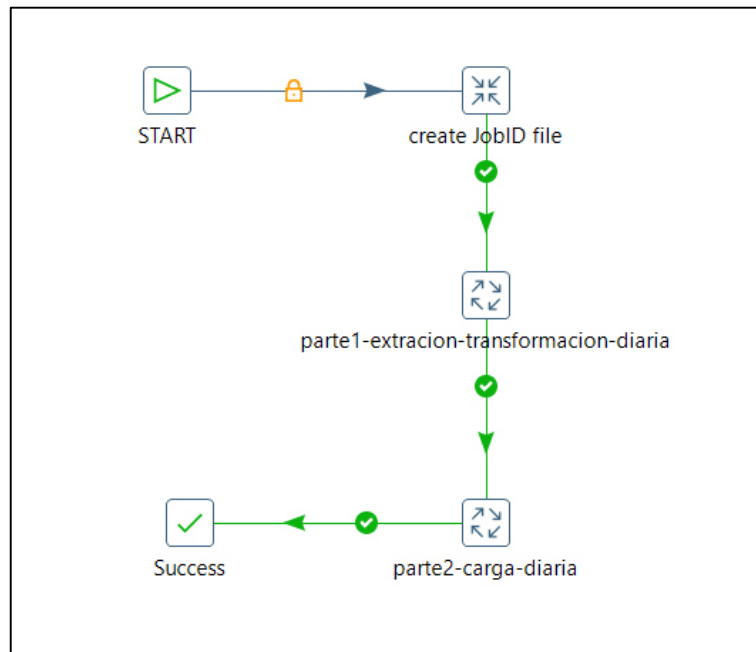 START
create JobID file
parte1-extracion-transformacion-diaria
Success
parte2-carga-diaria